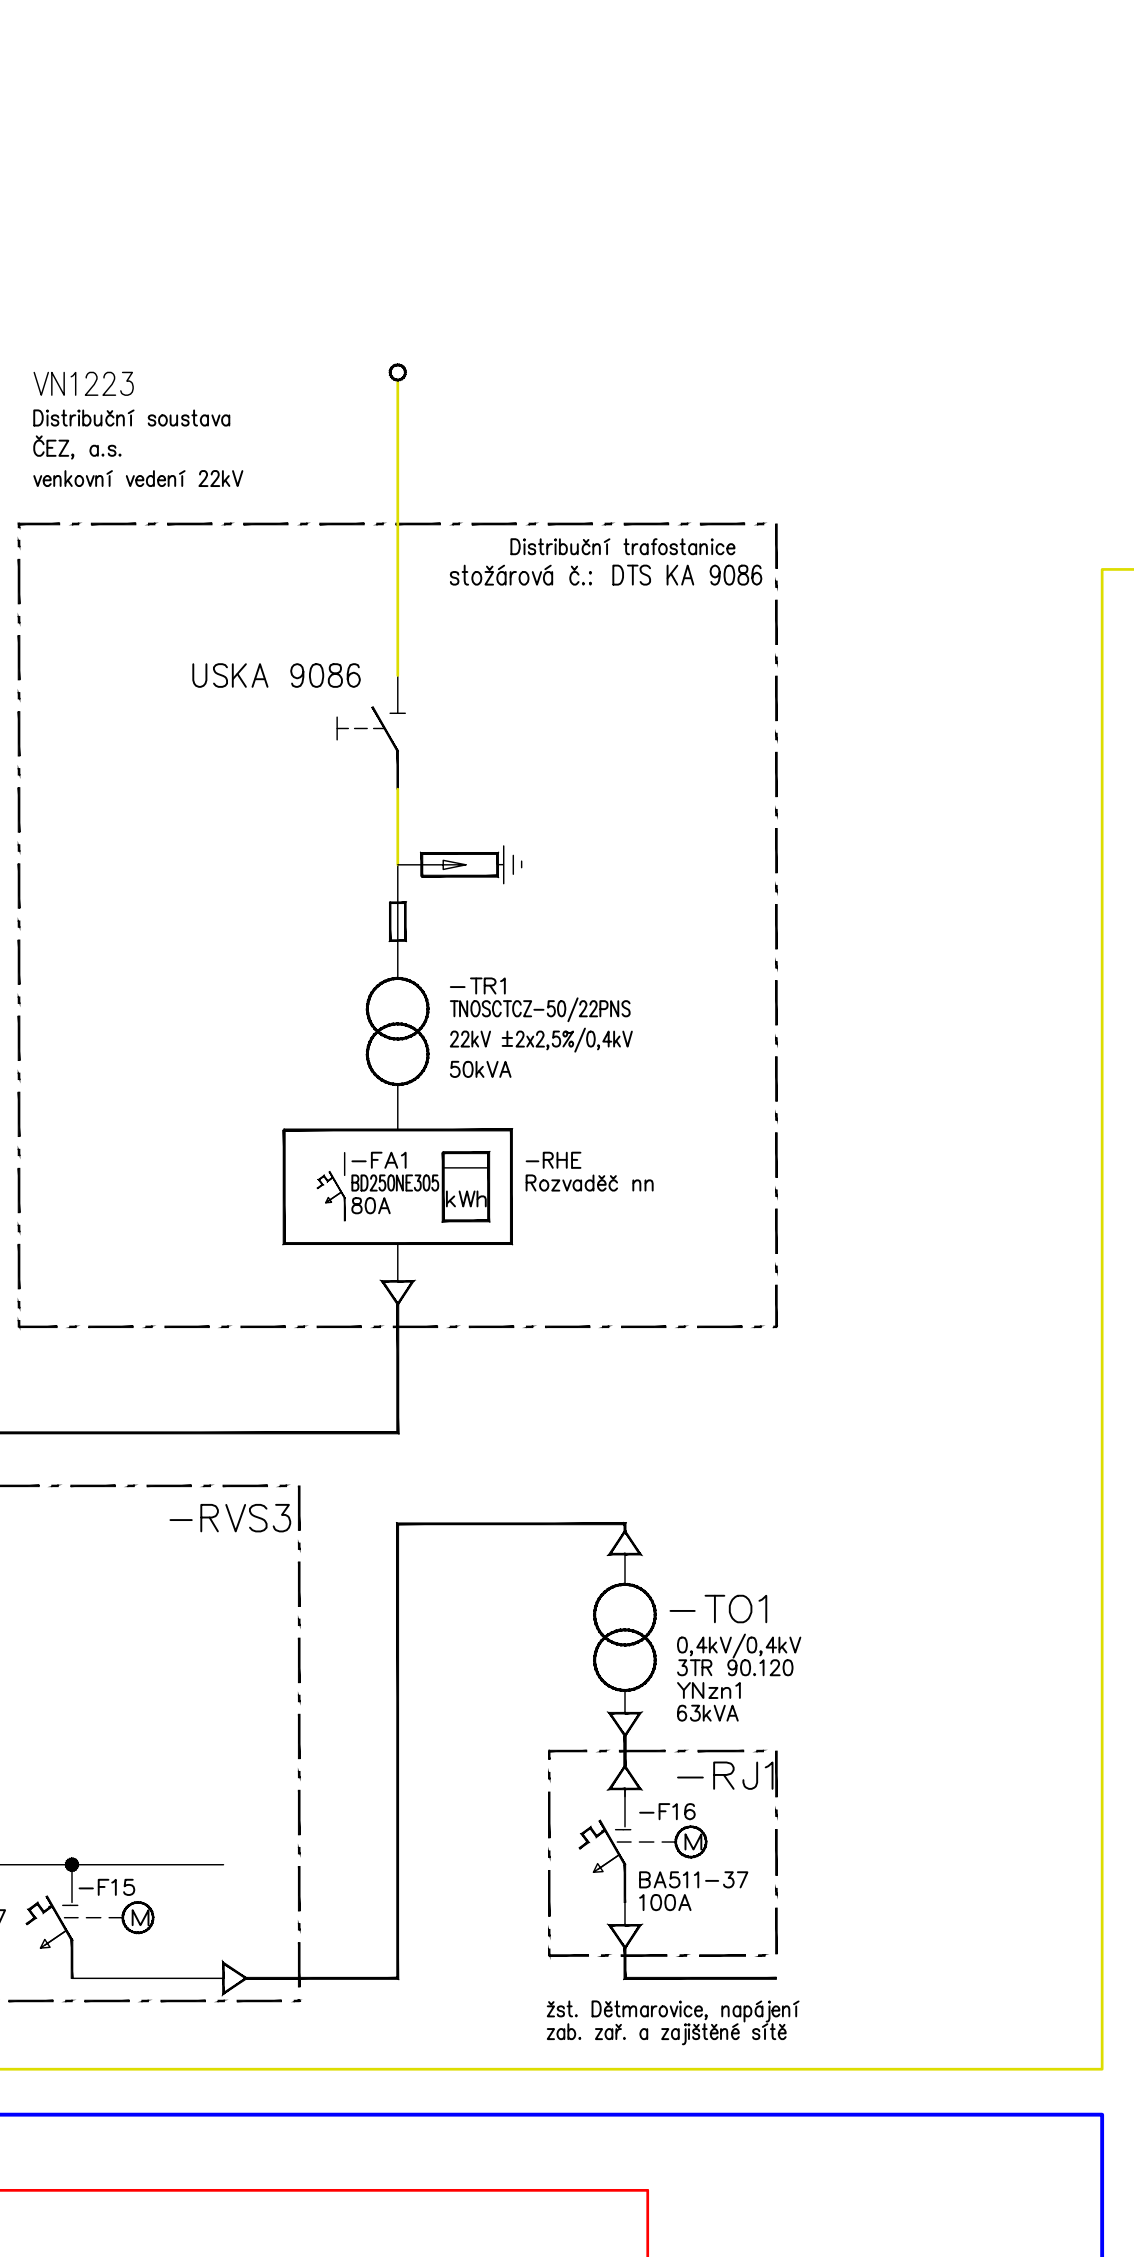 VN1223
Distribuční soustava
ČEZ, a.s.
venkovní vedení 22kV
Distribuční trafostanice
stožárová č.: DTS KA 9086
USKA 9086
-TR1
TNOSCTCZ-50/22PNS
22kV ±2x2,5%/0,4kV
50kVA
-FA1
BD250NE305
80A
kWh
-RHE
Rozvaděč nn
-RVS3
-TO1
0,4kV/0,4kV
3TR 90.120
YNzn1
63kVA
-RJ1
-F16
M
BA511-37
100A
-F15
7
M
žst. Dětmarovice, napájení
zab. zař. a zajištěné sítě